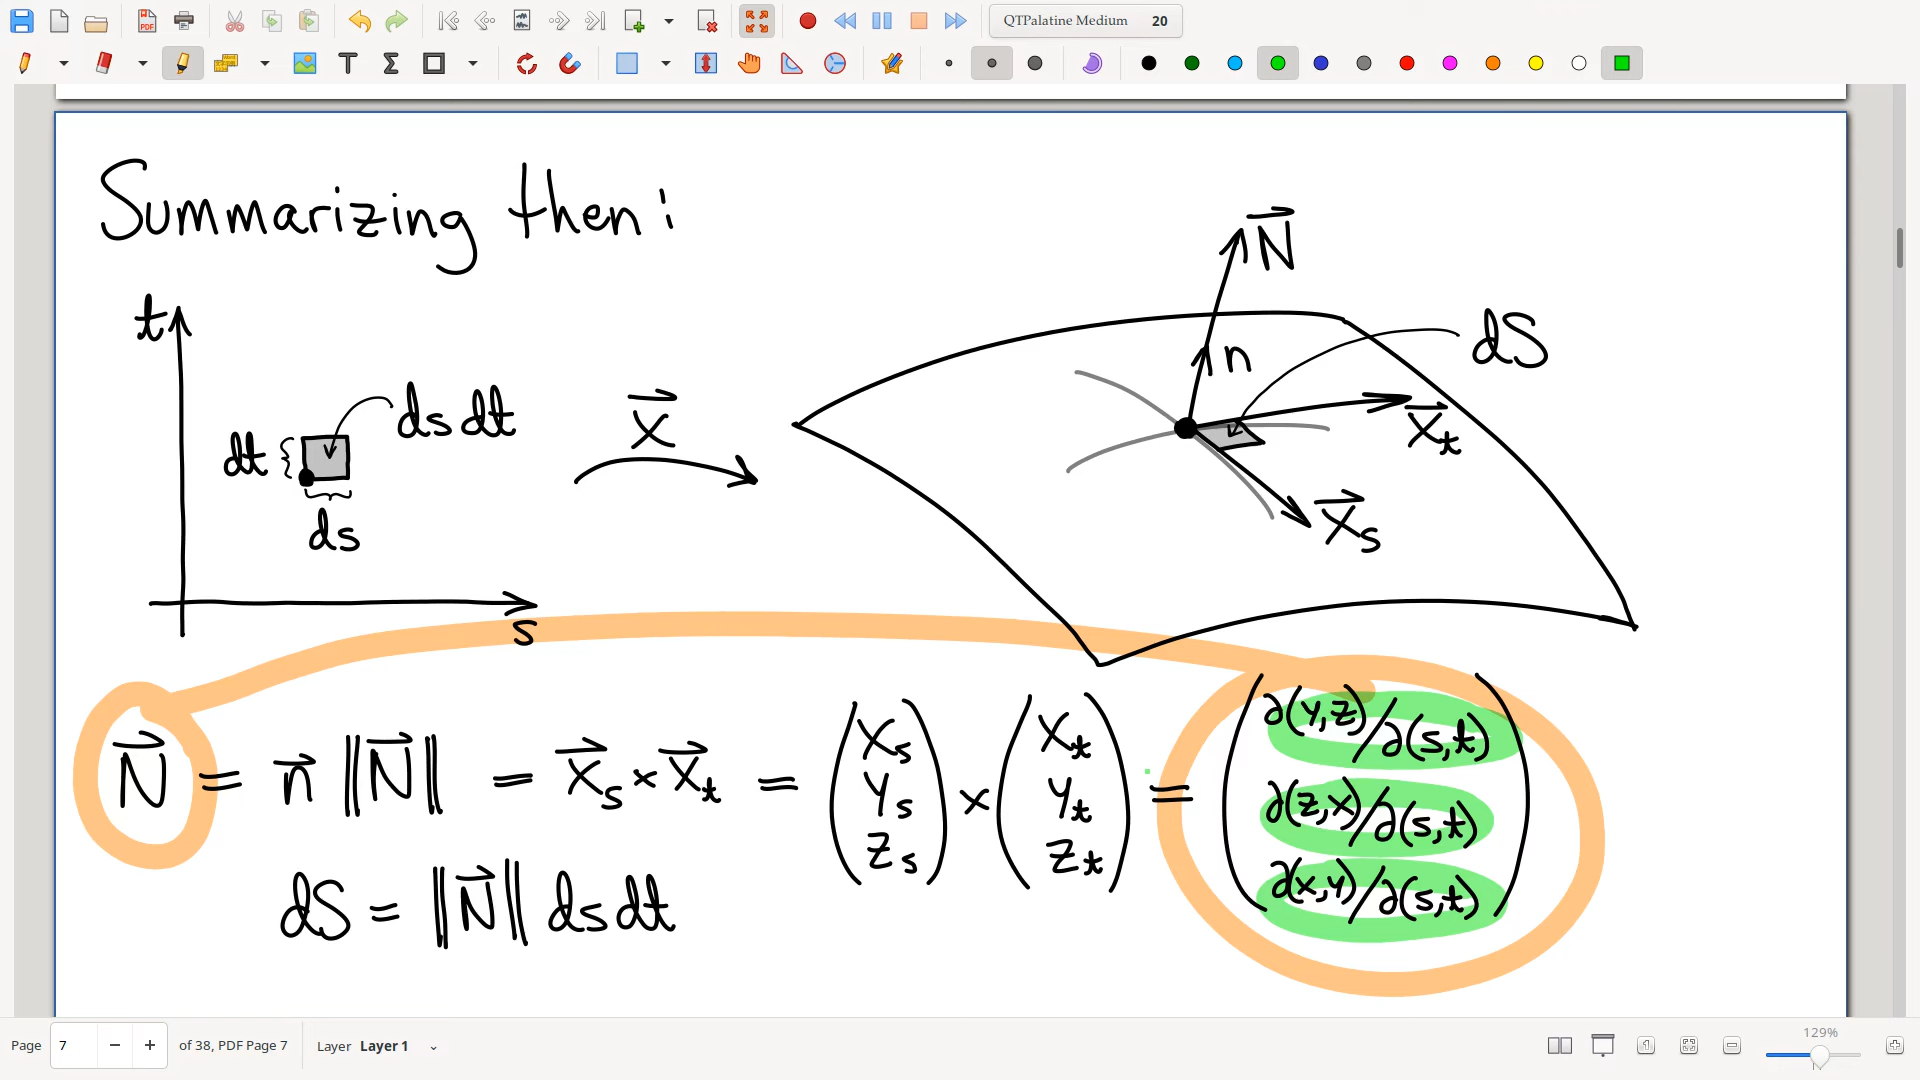 QTPalatine Medium 20
Summarizing then:
t
dt
ds dt
ds
s
X⃗
N⃗
n
dS
X⃗t
X⃗s
N⃗ = n⃗ ‖N⃗‖ = X⃗s × X⃗t = (Xs Ys Zs) × (Xt Yt Zt) = (∂(Y,Z)/∂(s,t) ∂(Z,X)/∂(s,t) ∂(X,Y)/∂(s,t))
dS = ‖N⃗‖ ds dt
Page 7 of 38, PDF Page 7 Layer Layer 1 129%